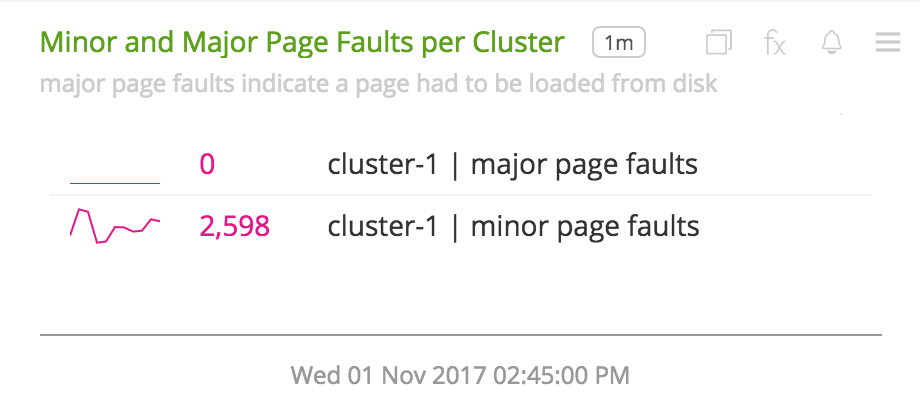 Minor and Major Page Faults per Cluster 1m fx
major page faults indicate a page had to be loaded from disk
0 cluster-1 | major page faults
2,598 cluster-1 | minor page faults
Wed 01 Nov 2017 02:45:00 PM